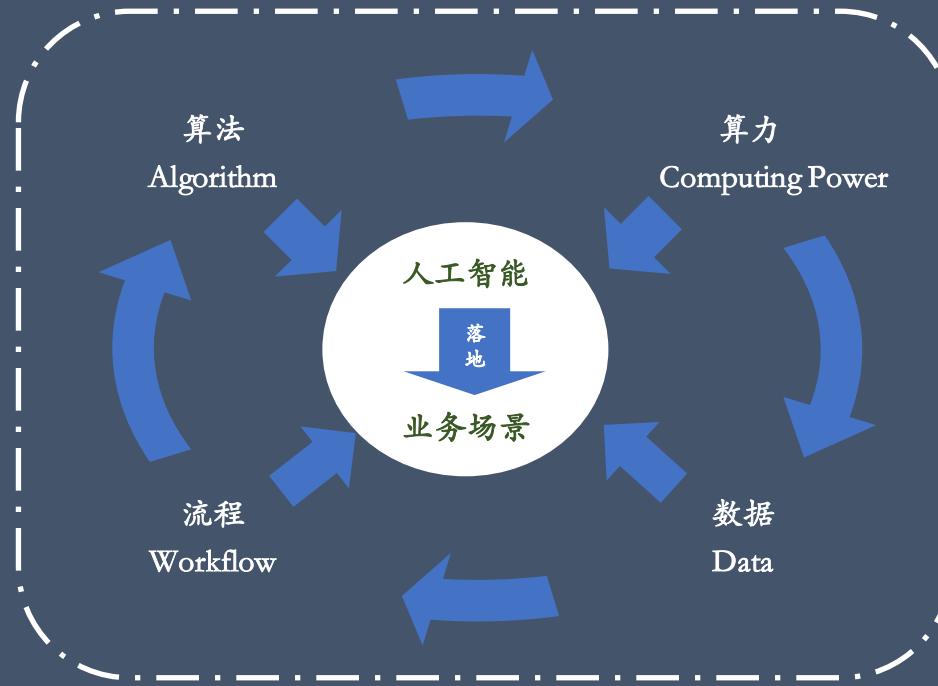 算法
Algorithm
算力
Computing Power
人工智能
落
地
业务场景
流程
Workflow
数据
Data